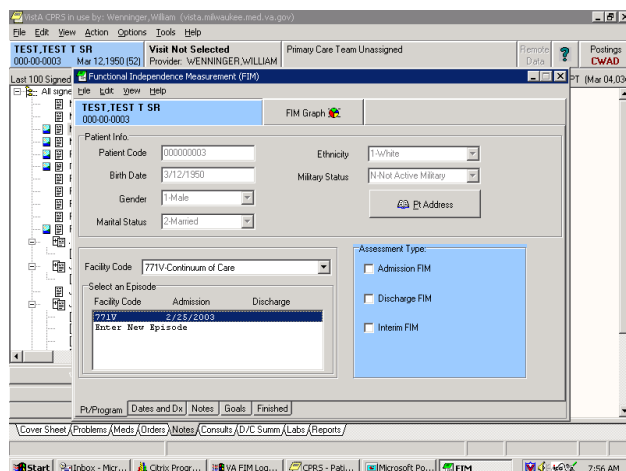 VistA CPRS in use by: Wenninger,William (vista.milwaukee.med.va.gov)
File Edit View Action Options Tools Help
TEST,TEST T SR
000-00-0003 Mar 12,1950 (52)
Visit Not Selected
Provider: WENNINGER,WILLIAM
Primary Care Team Unassigned
Remote
Data
?
Postings
CWAD
Last 100 Signed
PT (Mar 04,03
All signe
Functional Independence Measurement (FIM)
File Edit View Help
TEST,TEST T SR
000-00-0003
FIM Graph
Patient Info.
Patient Code 000000003
Ethnicity 1-White
Birth Date 3/12/1950
Military Status N-Not Active Military
Gender 1-Male
Pt Address
Marital Status 2-Married
Facility Code 771V-Continuum of Care
Select an Episode
Facility Code Admission Discharge
771V 2/25/2003
Enter New Episode
Assessment Type:
Admission FIM
Discharge FIM
Interim FIM
Pt/Program Dates and Dx Notes Goals Finished
Cover Sheet Problems Meds Orders Notes Consults D/C Summ Labs Reports
Start Inbox - Micr... Citrix Progr... VA FIM Log... CPRS - Pati... Microsoft Po... FIM 7:56 AM